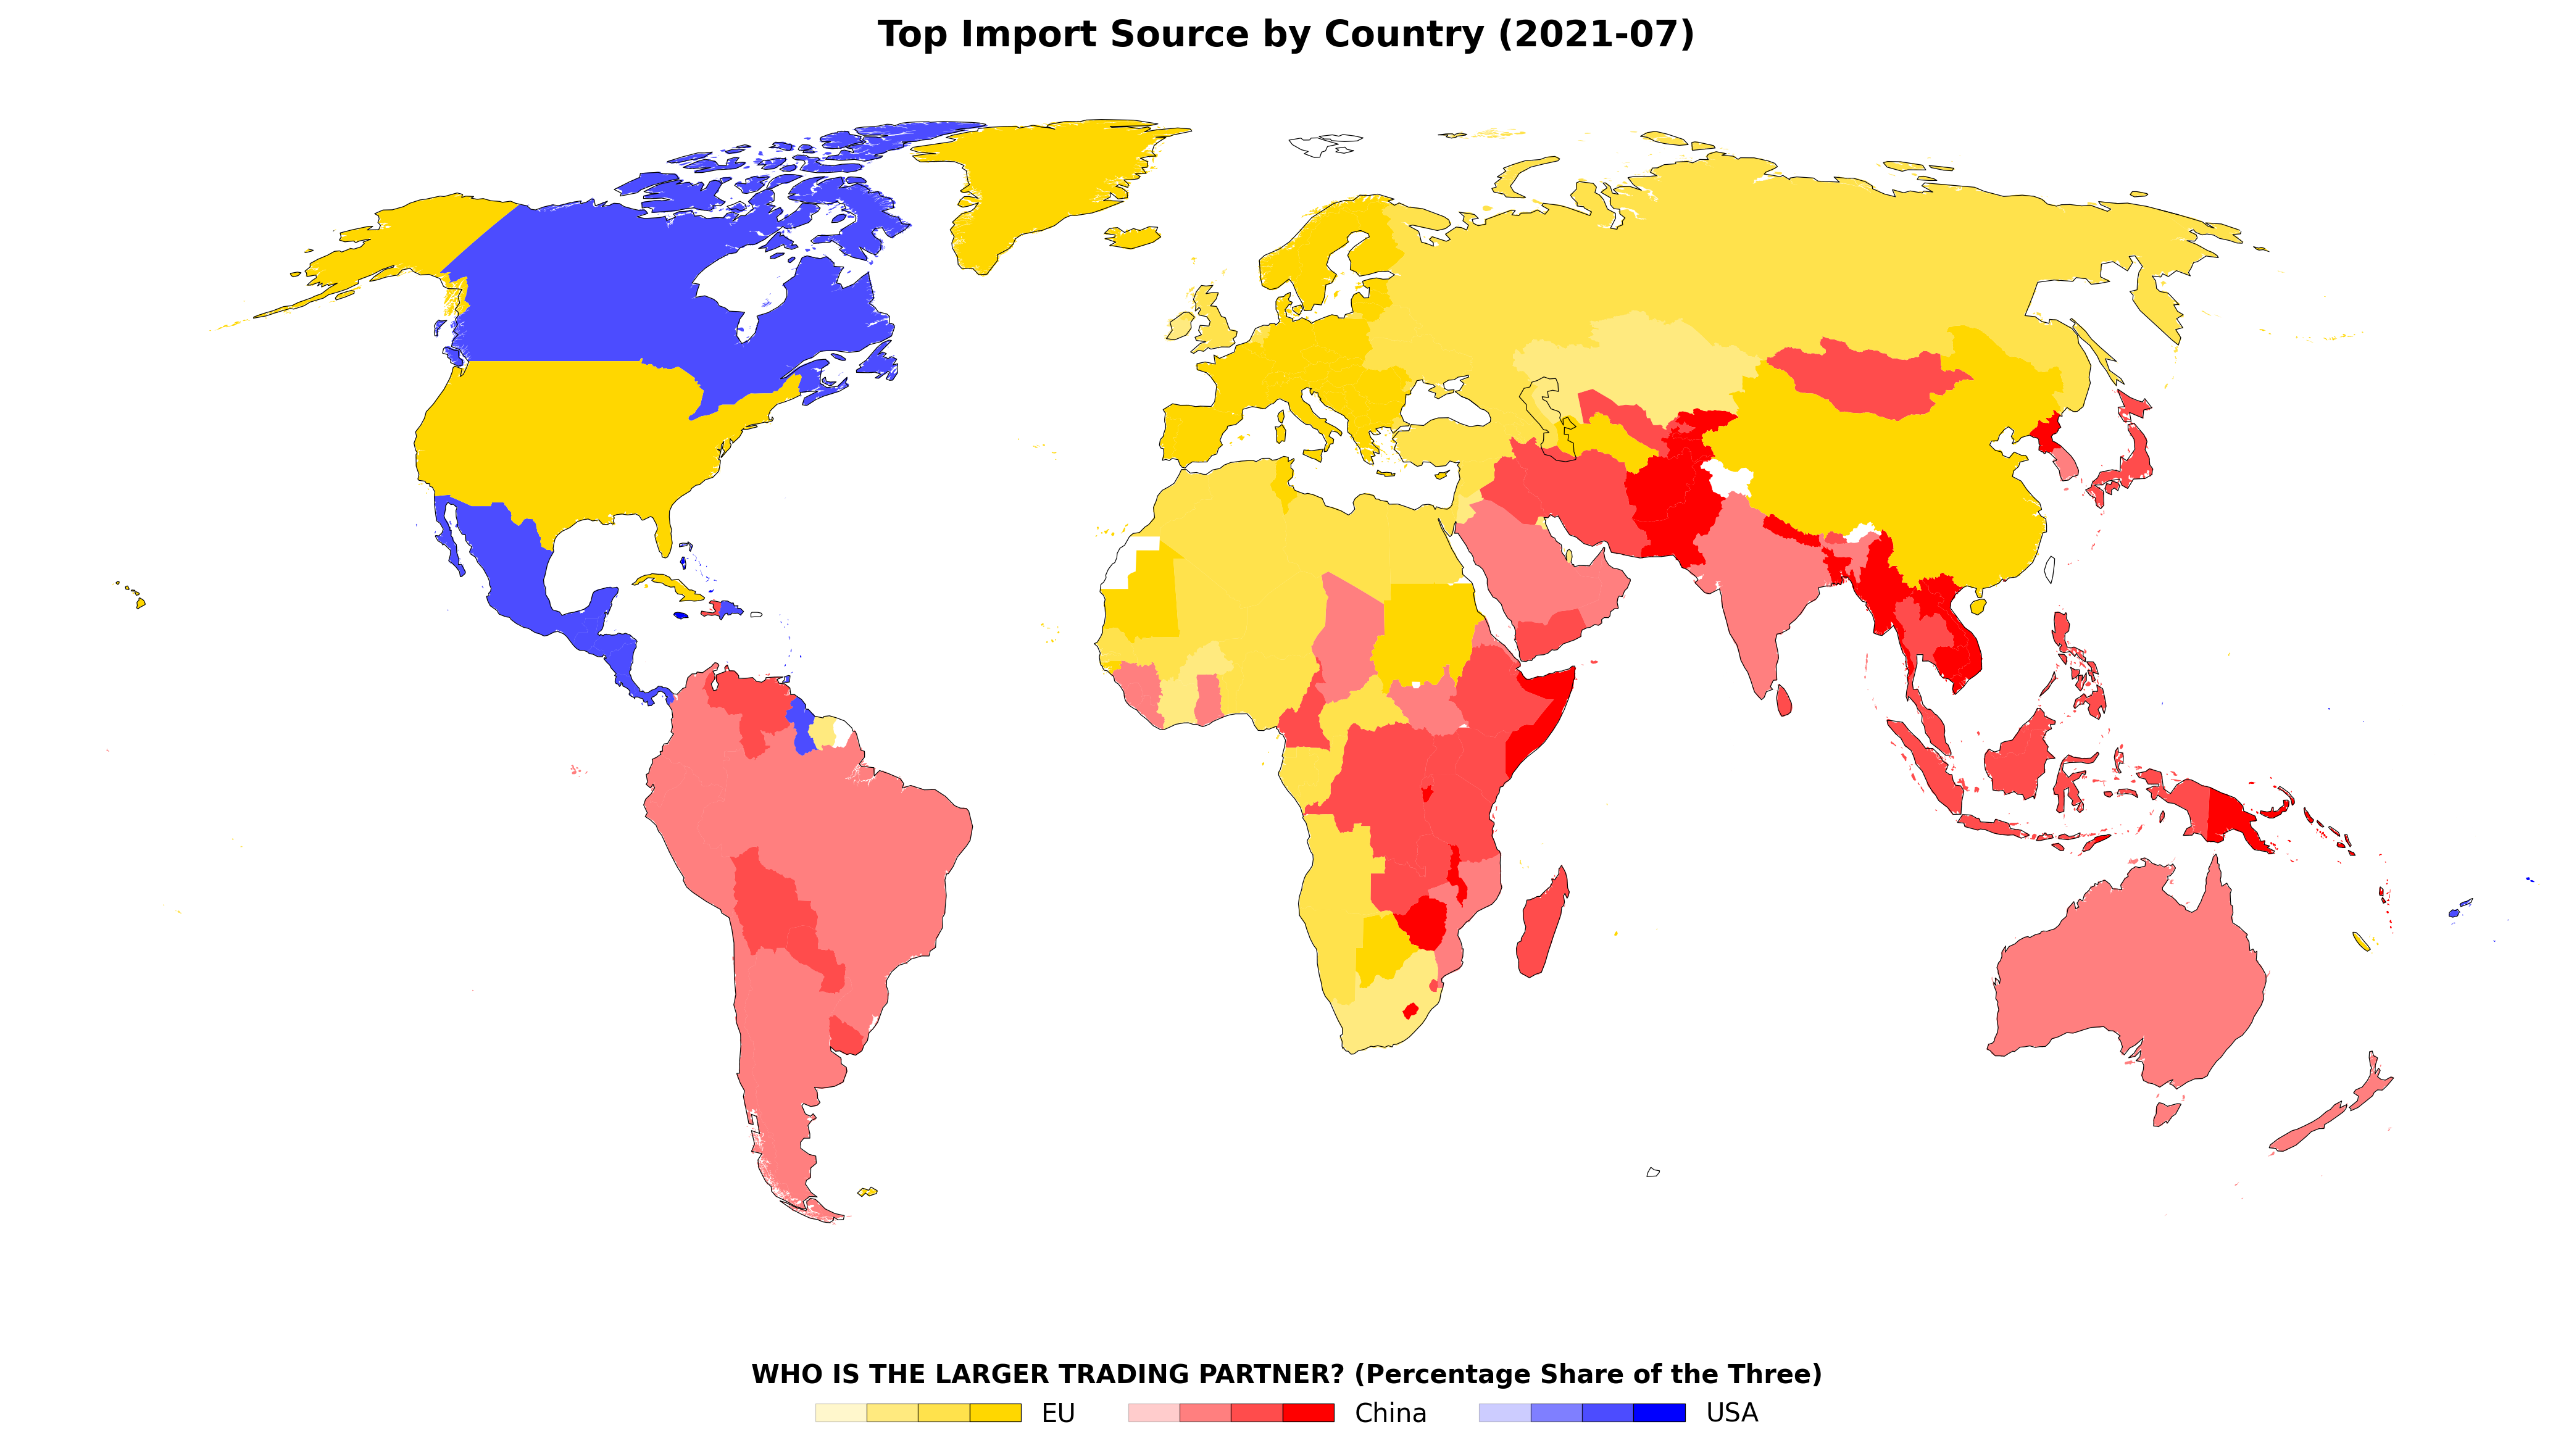 Top Import Source by Country (2021-07)
WHO IS THE LARGER TRADING PARTNER? (Percentage Share of the Three)
EU China USA